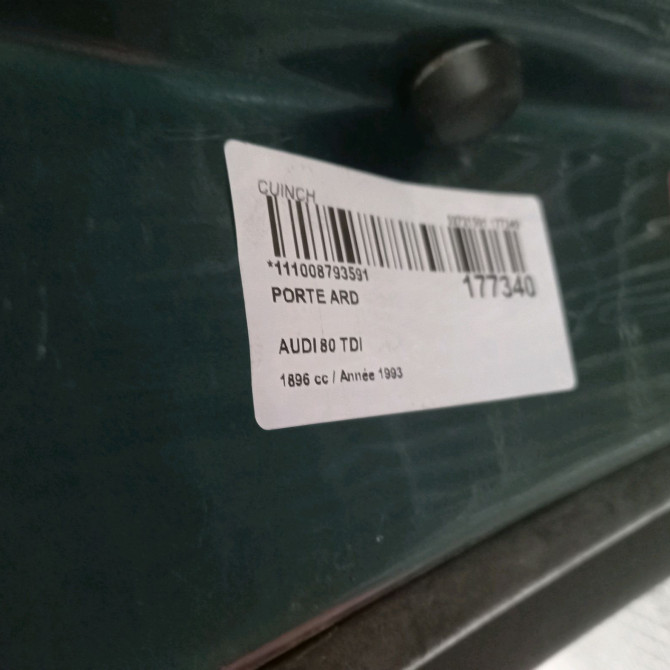 CUINCH
*111008793591
177340
PORTE ARD
AUDI 80 TDI
1896 cc / Année 1993